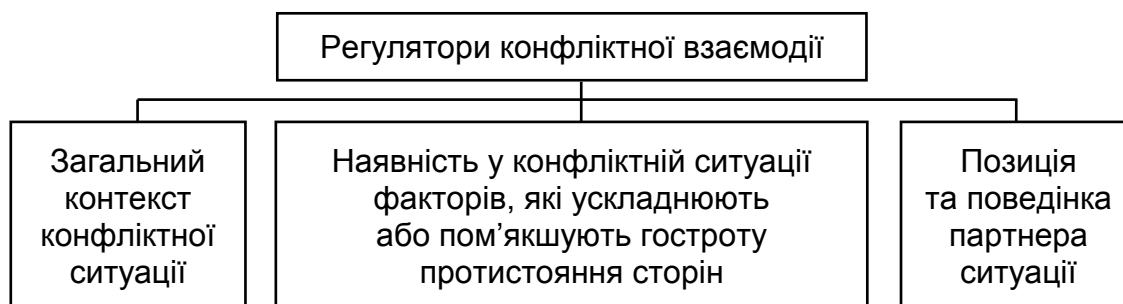 Регулятори конфліктної взаємодії
Загальний
контекст
конфліктної
ситуації
Наявність у конфліктній ситуації
факторів, які ускладнюють
або пом’якшують гостроту
протистояння сторін
Позиція
та поведінка
партнера
ситуації